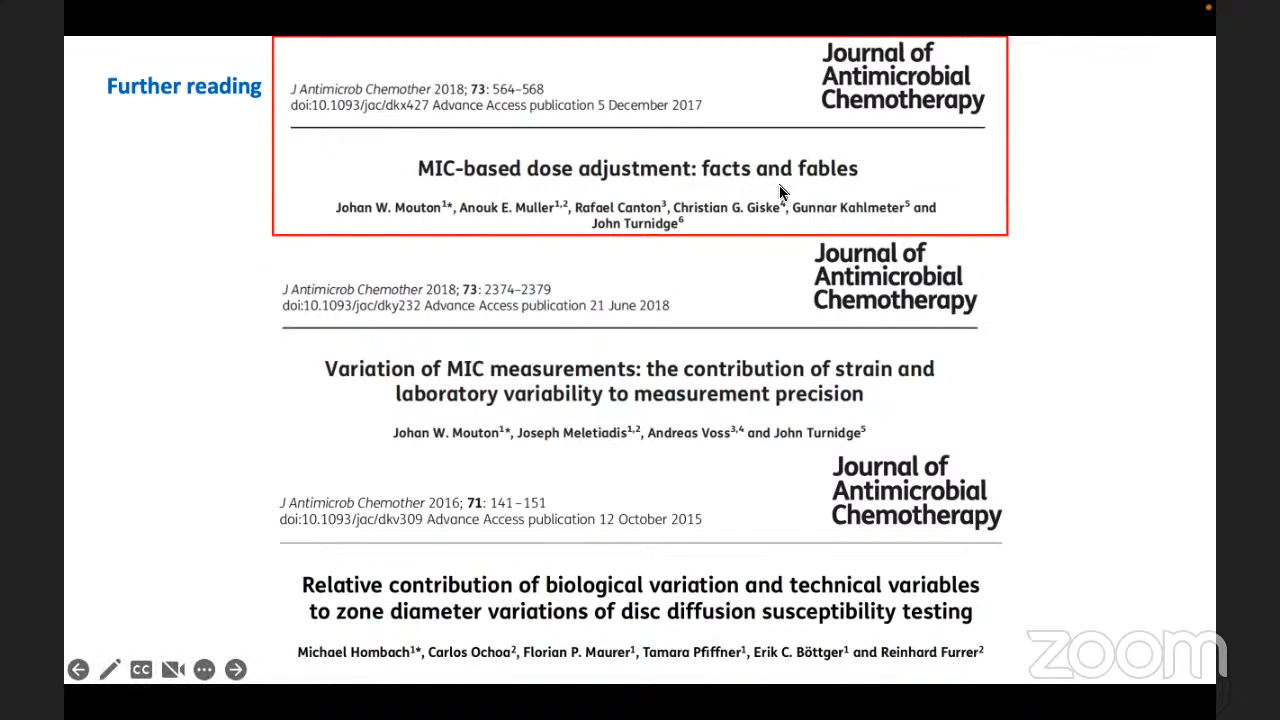 Further reading
J Antimicrob Chemother 2018; 73: 564–568
doi:10.1093/jac/dkx427 Advance Access publication 5 December 2017
Journal of
Antimicrobial
Chemotherapy
MIC-based dose adjustment: facts and fables
Johan W. Mouton1*, Anouk E. Muller1,2, Rafael Canton3, Christian G. Giske4, Gunnar Kahlmeter5 and
John Turnidge6
J Antimicrob Chemother 2018; 73: 2374–2379
doi:10.1093/jac/dky232 Advance Access publication 21 June 2018
Journal of
Antimicrobial
Chemotherapy
Variation of MIC measurements: the contribution of strain and
laboratory variability to measurement precision
Johan W. Mouton1*, Joseph Meletiadis1,2, Andreas Voss3,4 and John Turnidge5
J Antimicrob Chemother 2016; 71: 141–151
doi:10.1093/jac/dkv309 Advance Access publication 12 October 2015
Journal of
Antimicrobial
Chemotherapy
Relative contribution of biological variation and technical variables
to zone diameter variations of disc diffusion susceptibility testing
Michael Hombach1*, Carlos Ochoa2, Florian P. Maurer1, Tamara Pfiffner1, Erik C. Böttger1 and Reinhard Furrer2
CC
zoom